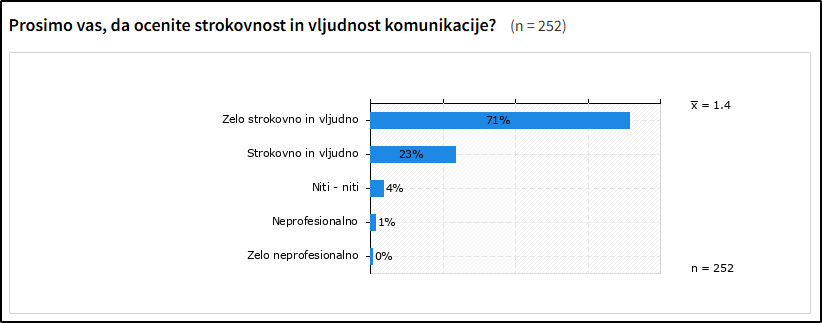 Prosimo vas, da ocenite strokovnost in vljudnost komunikacije? (n = 252)
x̅ = 1.4
Zelo strokovno in vljudno 71%
Strokovno in vljudno 23%
Niti - niti 4%
Neprofesionalno 1%
Zelo neprofesionalno 0%
n = 252